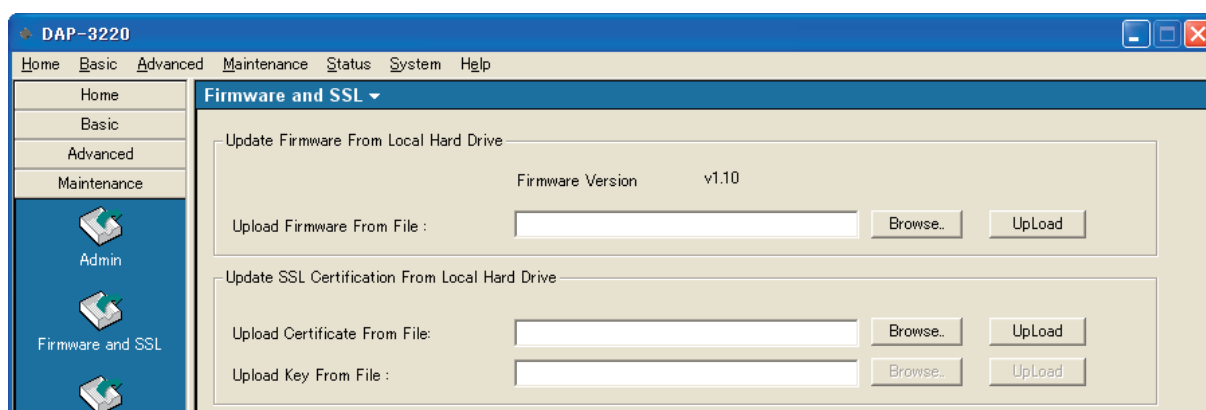 DAP-3220
Home Basic Advanced Maintenance Status System Help
Home
Basic
Advanced
Maintenance
Admin
Firmware and SSL
Firmware and SSL
Update Firmware From Local Hard Drive
Firmware Version v1.10
Upload Firmware From File : Browse.. UpLoad
Update SSL Certification From Local Hard Drive
Upload Certificate From File: Browse.. UpLoad
Upload Key From File : Browse.. UpLoad